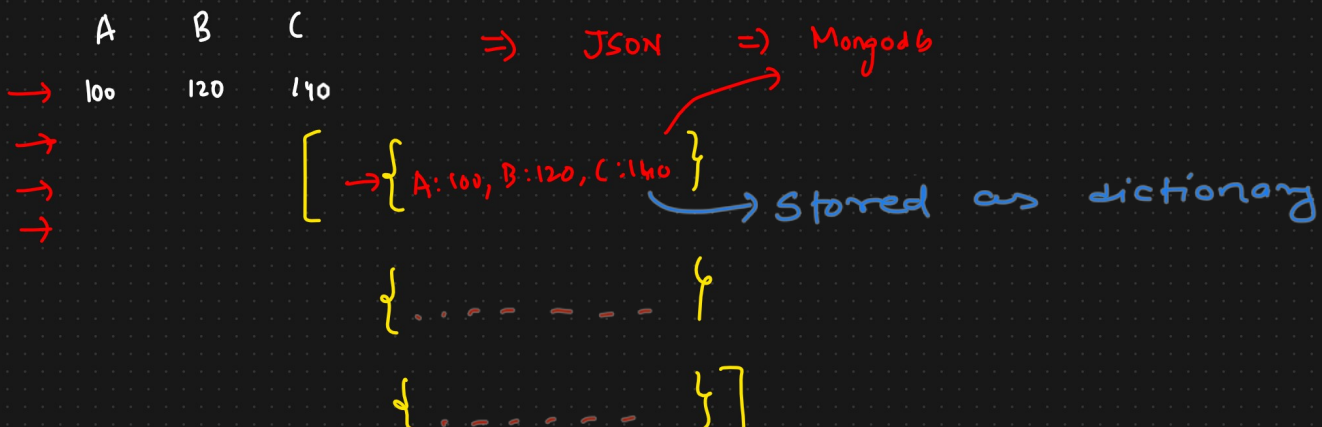 A B C => JSON => Mongodb
→ 100 120 140
→
→ [ → { A:100, B:120, C:140 }
→ → Stored as dictionary
{ . . - - - - - }
{ - - - - - - } ]